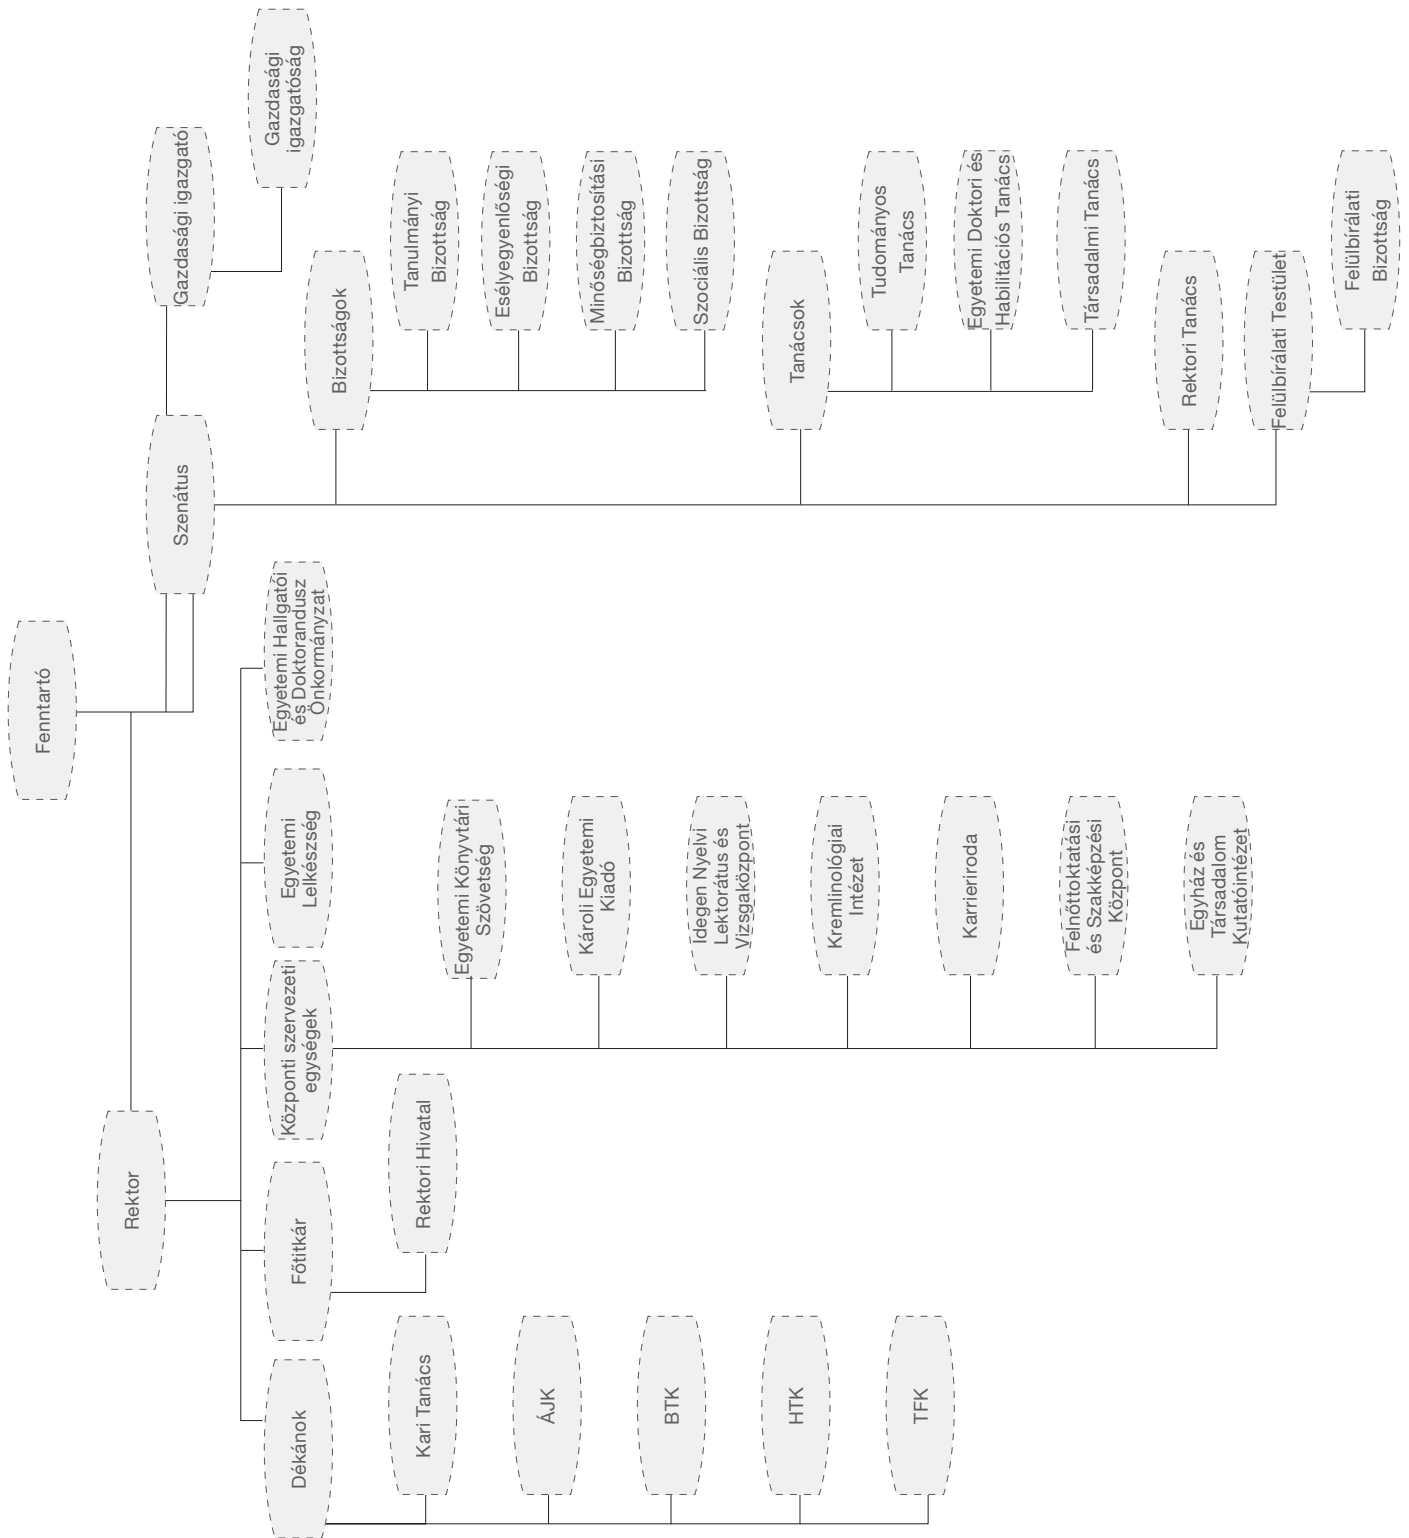 Fenntartó
Rektor
Szenátus
Gazdasági igazgató
Gazdasági
igazgatóság
Dékánok
Főtitkár
Központi szervezeti
egységek
Egyetemi
Lelkészség
Egyetemi Hallgatói
és Doktorandusz
Önkormányzat
Kari Tanács
ÁJK
BTK
HTK
TFK
Rektori Hivatal
Egyetemi Könyvtári
Szövetség
Károli Egyetemi
Kiadó
Idegen Nyelvi
Lektorátus és
Vizsgaközpont
Kremlinológiai
Intézet
Karrieriroda
Felnőttoktatási
és Szakképzési
Központ
Egyház és
Társadalom
Kutatóintézet
Bizottságok
Tanulmányi
Bizottság
Esélyegyenlőségi
Bizottság
Minőségbiztosítási
Bizottság
Szociális Bizottság
Tanácsok
Tudományos
Tanács
Egyetemi Doktori és
Habilitációs Tanács
Társadalmi Tanács
Rektori Tanács
Felülbírálati Testület
Felülbírálati
Bizottság